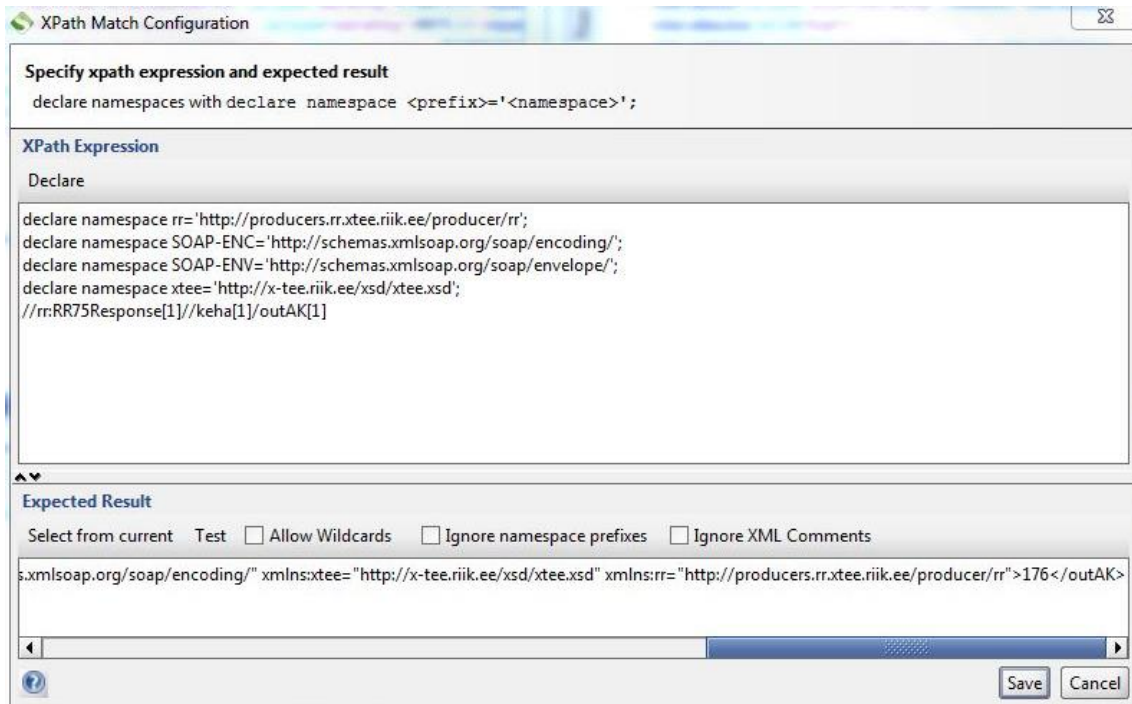 XPath Match Configuration
Specify xpath expression and expected result
declare namespaces with declare namespace <prefix>='<namespace>';
XPath Expression
Declare
declare namespace rr='http://producers.rr.xtee.riik.ee/producer/rr';
declare namespace SOAP-ENC='http://schemas.xmlsoap.org/soap/encoding/';
declare namespace SOAP-ENV='http://schemas.xmlsoap.org/soap/envelope/';
declare namespace xtee='http://x-tee.riik.ee/xsd/xtee.xsd';
//rr:RR75Response[1]//keha[1]/outAK[1]
Expected Result
Select from current Test Allow Wildcards Ignore namespace prefixes Ignore XML Comments
s.xmlsoap.org/soap/encoding/" xmlns:xtee="http://x-tee.riik.ee/xsd/xtee.xsd" xmlns:rr="http://producers.rr.xtee.riik.ee/producer/rr">176</outAK>
Save Cancel